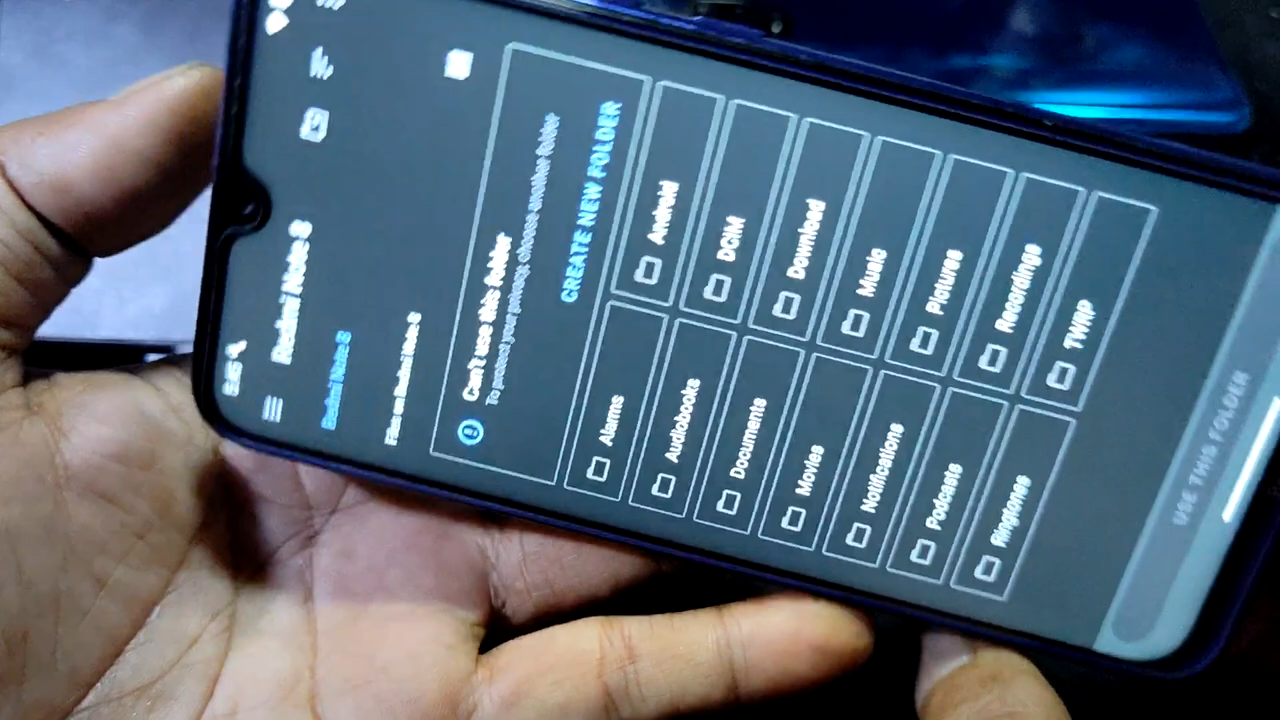 Redmi Note 8
Redmi Note 8
Files on Redmi Note 8
Can't use this folder
To protect your privacy, choose another folder
CREATE NEW FOLDER
Alarms
Android
Audiobooks
DCIM
Documents
Download
Movies
Music
Notifications
Pictures
Podcasts
Recordings
Ringtones
TWRP
USE THIS FOLDER